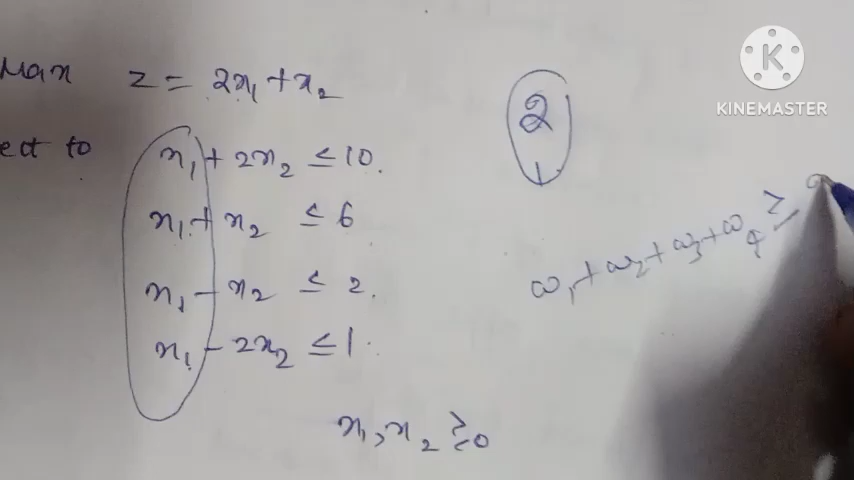 Max z = 2x₁ + x₂
ect to x₁ + 2x₂ ≤ 10.
x₁ + x₂ ≤ 6
x₁ - x₂ ≤ 2.
x₁ - 2x₂ ≤ 1.
x₁, x₂ ≥ 0
2
1
ω₁ + ω₂ + ω₃ + ω₄ ≥
K
KINEMASTER